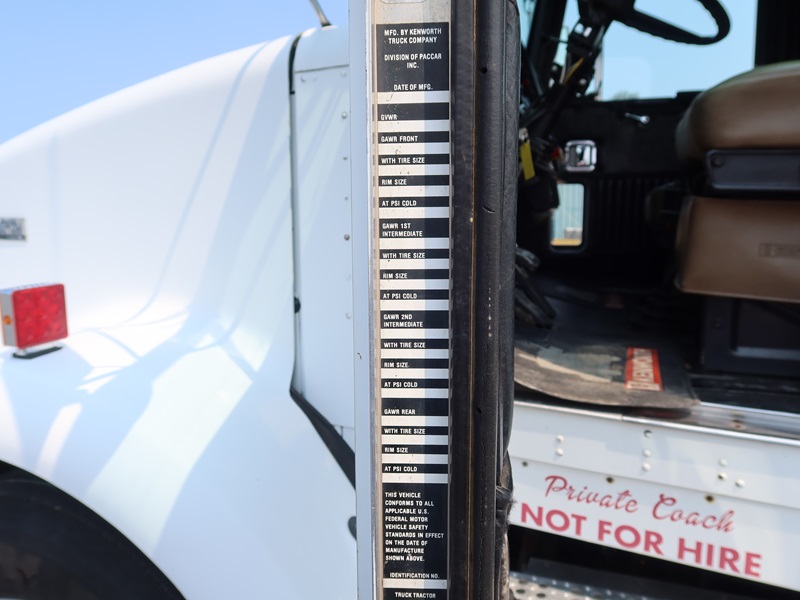 MFD. BY KENWORTH
TRUCK COMPANY
DIVISION OF PACCAR
INC.
DATE OF MFG.
GVWR
GAWR FRONT
WITH TIRE SIZE
RIM SIZE
AT PSI COLD
GAWR 1ST
INTERMEDIATE
WITH TIRE SIZE
RIM SIZE
AT PSI COLD
GAWR 2ND
INTERMEDIATE
WITH TIRE SIZE
RIM SIZE
AT PSI COLD
GAWR REAR
WITH TIRE SIZE
RIM SIZE
AT PSI COLD
THIS VEHICLE
CONFORMS TO ALL
APPLICABLE U.S.
FEDERAL MOTOR
VEHICLE SAFETY
STANDARDS IN EFFECT
ON THE DATE OF
MANUFACTURE
SHOWN ABOVE.
IDENTIFICATION NO.
TRUCK TRACTOR
KENWORTH
Private Coach
NOT FOR HIRE